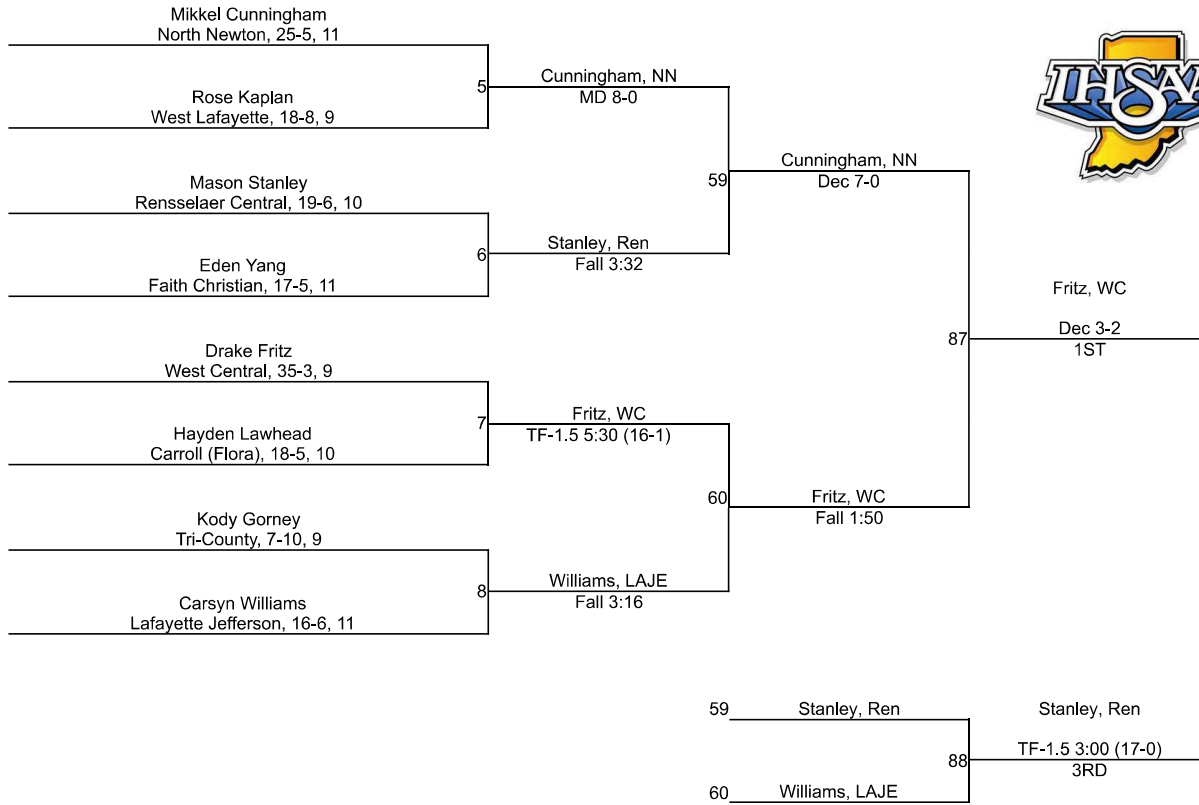 Mikkel Cunningham
North Newton, 25-5, 11
Rose Kaplan
West Lafayette, 18-8, 9
5
Cunningham, NN
MD 8-0
Mason Stanley
Rensselaer Central, 19-6, 10
Eden Yang
Faith Christian, 17-5, 11
6
Stanley, Ren
Fall 3:32
59
Cunningham, NN
Dec 7-0
Drake Fritz
West Central, 35-3, 9
Hayden Lawhead
Carroll (Flora), 18-5, 10
7
Fritz, WC
TF-1.5 5:30 (16-1)
Kody Gorney
Tri-County, 7-10, 9
Carsyn Williams
Lafayette Jefferson, 16-6, 11
8
Williams, LAJE
Fall 3:16
60
Fritz, WC
Fall 1:50
87
Fritz, WC
Dec 3-2
1ST
IHSAA
59
Stanley, Ren
60
Williams, LAJE
88
Stanley, Ren
TF-1.5 3:00 (17-0)
3RD